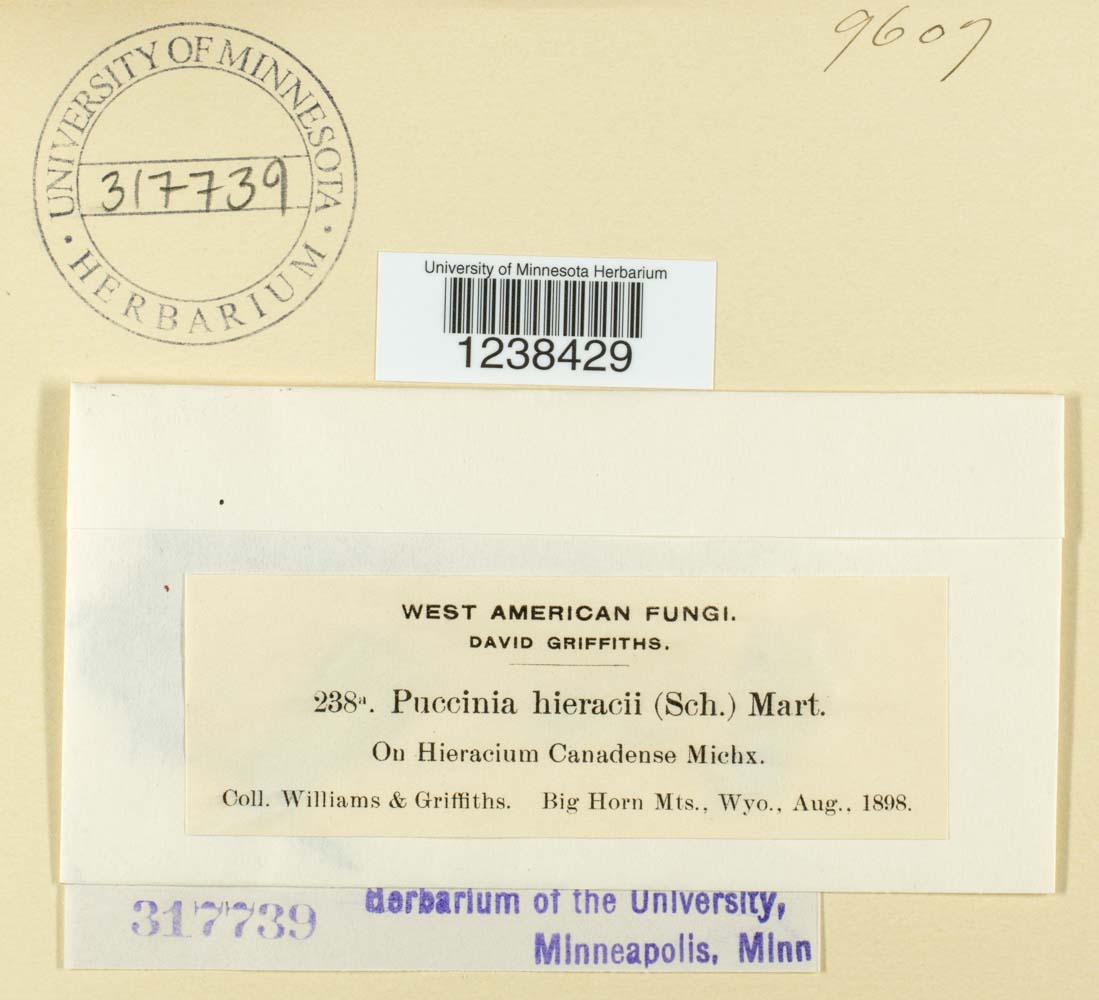 9607
UNIVERSITY OF MINNESOTA
317739
· HERBARIUM ·
University of Minnesota Herbarium
1238429
WEST AMERICAN FUNGI.
DAVID GRIFFITHS.
238a. Puccinia hieracii (Sch.) Mart.
On Hieracium Canadense Michx.
Coll. Williams & Griffiths. Big Horn Mts., Wyo., Aug., 1898.
317739
Herbarium of the University,
Minneapolis, Minn